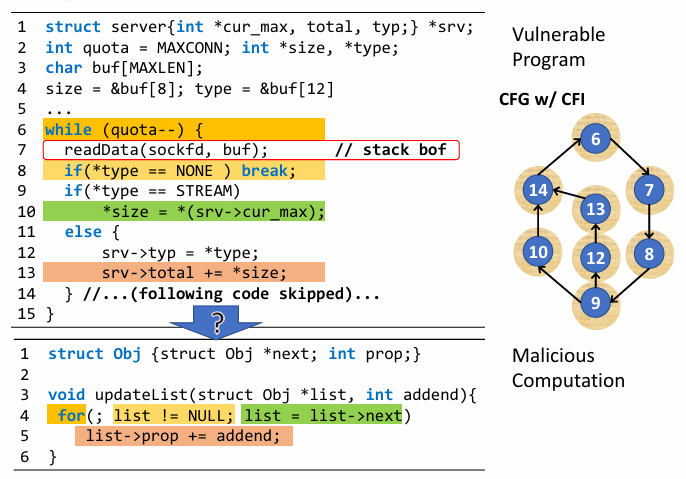 1 struct server{int *cur_max, total, typ;} *srv;
2 int quota = MAXCONN; int *size, *type;
3 char buf[MAXLEN];
4 size = &buf[8]; type = &buf[12]
5 ...
6 while (quota--) {
7 readData(sockfd, buf); // stack bof
8 if(*type == NONE ) break;
9 if(*type == STREAM)
10 *size = *(srv->cur_max);
11 else {
12 srv->typ = *type;
13 srv->total += *size;
14 } //...(following code skipped)...
15 }
?
1 struct Obj {struct Obj *next; int prop;}
2
3 void updateList(struct Obj *list, int addend){
4 for(; list != NULL; list = list->next)
5 list->prop += addend;
6 }
Vulnerable
Program
CFG w/ CFI
6
14
7
13
10
12
8
9
Malicious
Computation